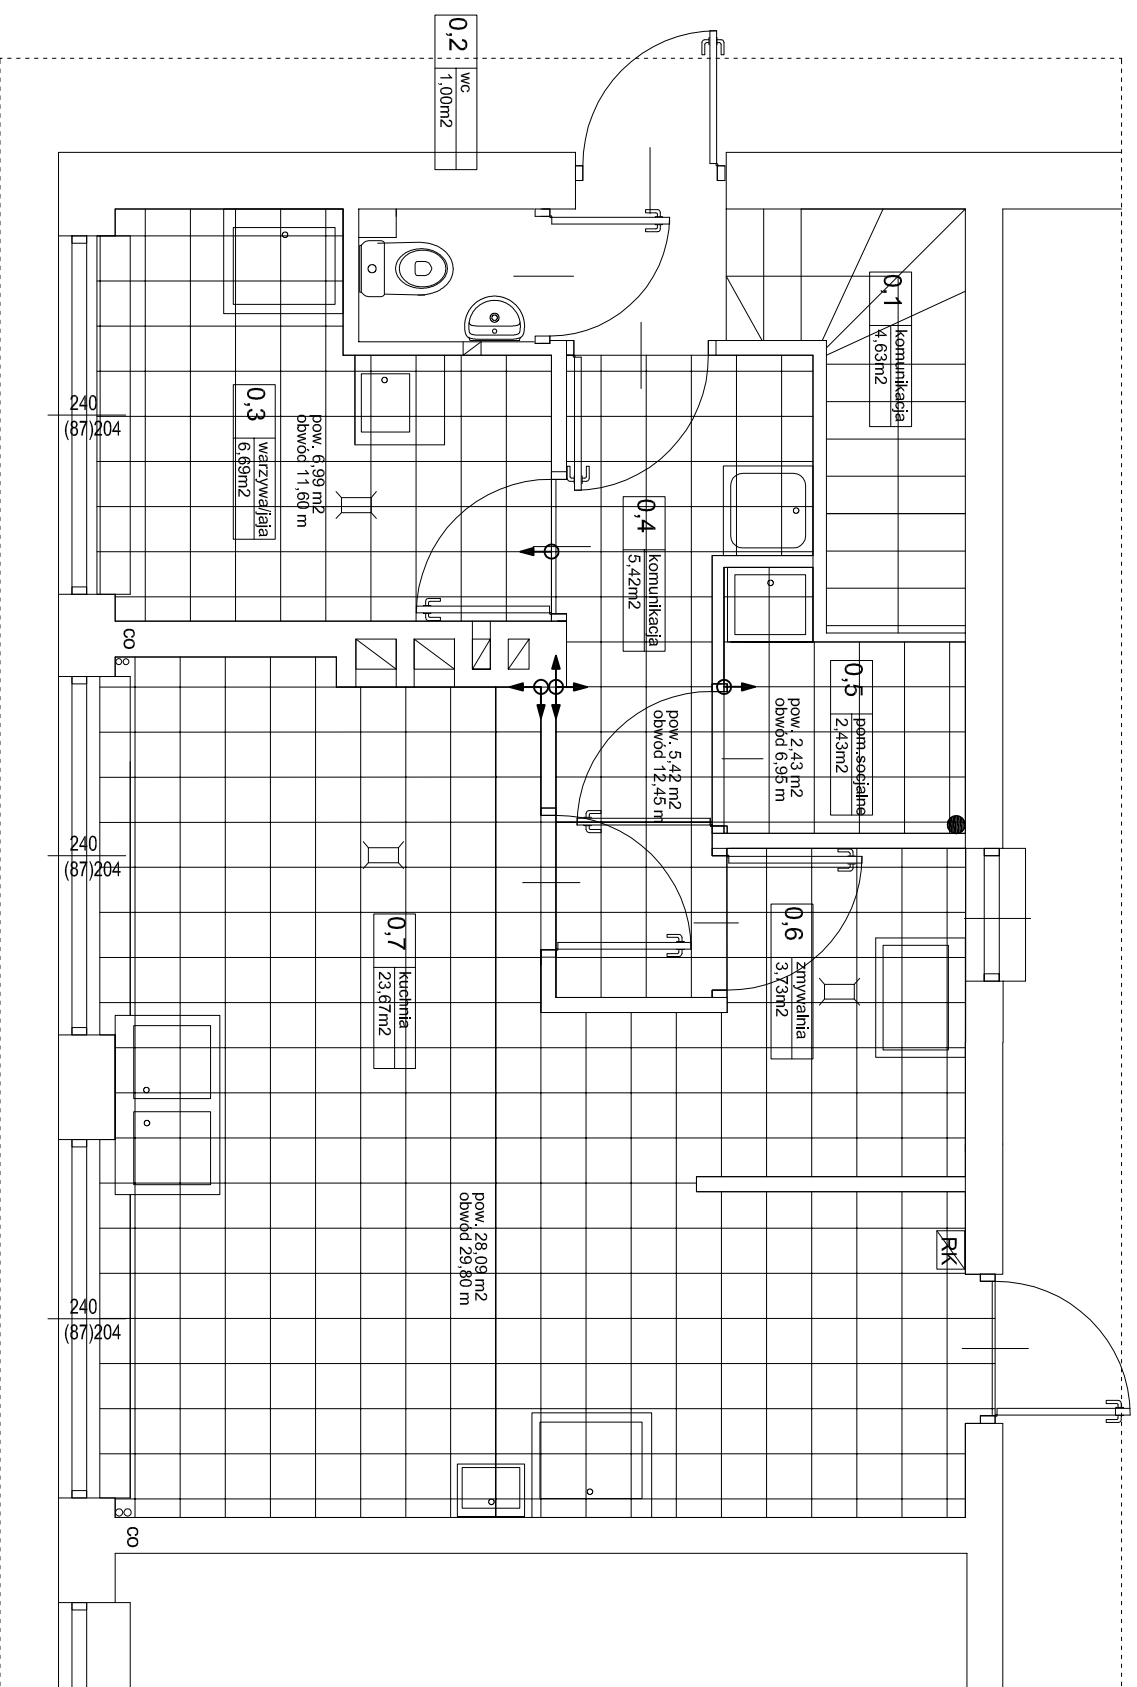 0,2
wc
1,00m2
0,1
komunikacja
4,63m2
0,3
warzywa/jaja
6,69m2
pow. 6,99 m2
obwód 11,60 m
240
(87)204
0,4
komunikacja
5,42m2
co
0,5
pom.socjalne
2,43m2
pow. 2,43 m2
obwód 6,95 m
pow. 5,42 m2
obwód 12,45 m
240
(87)204
0,6
zmywalnia
3,73m2
0,7
kuchnia
23,67m2
pow. 28,09 m2
obwód 29,80 m
RK
240
(87)204
co